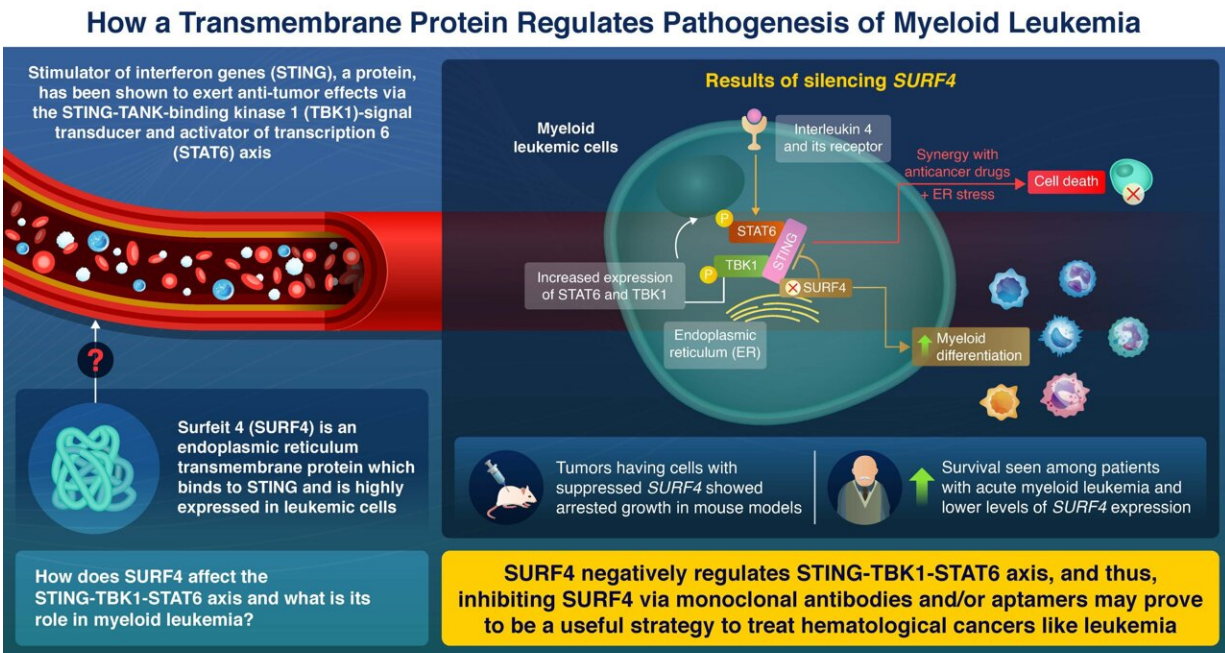 How a Transmembrane Protein Regulates Pathogenesis of Myeloid Leukemia
Stimulator of interferon genes (STING), a protein,
has been shown to exert anti-tumor effects via
the STING-TANK-binding kinase 1 (TBK1)-signal
transducer and activator of transcription 6
(STAT6) axis
?
Surfeit 4 (SURF4) is an
endoplasmic reticulum
transmembrane protein which
binds to STING and is highly
expressed in leukemic cells
How does SURF4 affect the
STING-TBK1-STAT6 axis and what is its
role in myeloid leukemia?
Results of silencing SURF4
Myeloid
leukemic cells
Interleukin 4
and its receptor
Synergy with
anticancer drugs
+ ER stress
Cell death
P
STAT6
STING
TBK1
P
SURF4
Increased expression
of STAT6 and TBK1
Endoplasmic
reticulum (ER)
Myeloid
differentiation
Tumors having cells with
suppressed SURF4 showed
arrested growth in mouse models
Survival seen among patients
with acute myeloid leukemia and
lower levels of SURF4 expression
SURF4 negatively regulates STING-TBK1-STAT6 axis, and thus,
inhibiting SURF4 via monoclonal antibodies and/or aptamers may prove
to be a useful strategy to treat hematological cancers like leukemia